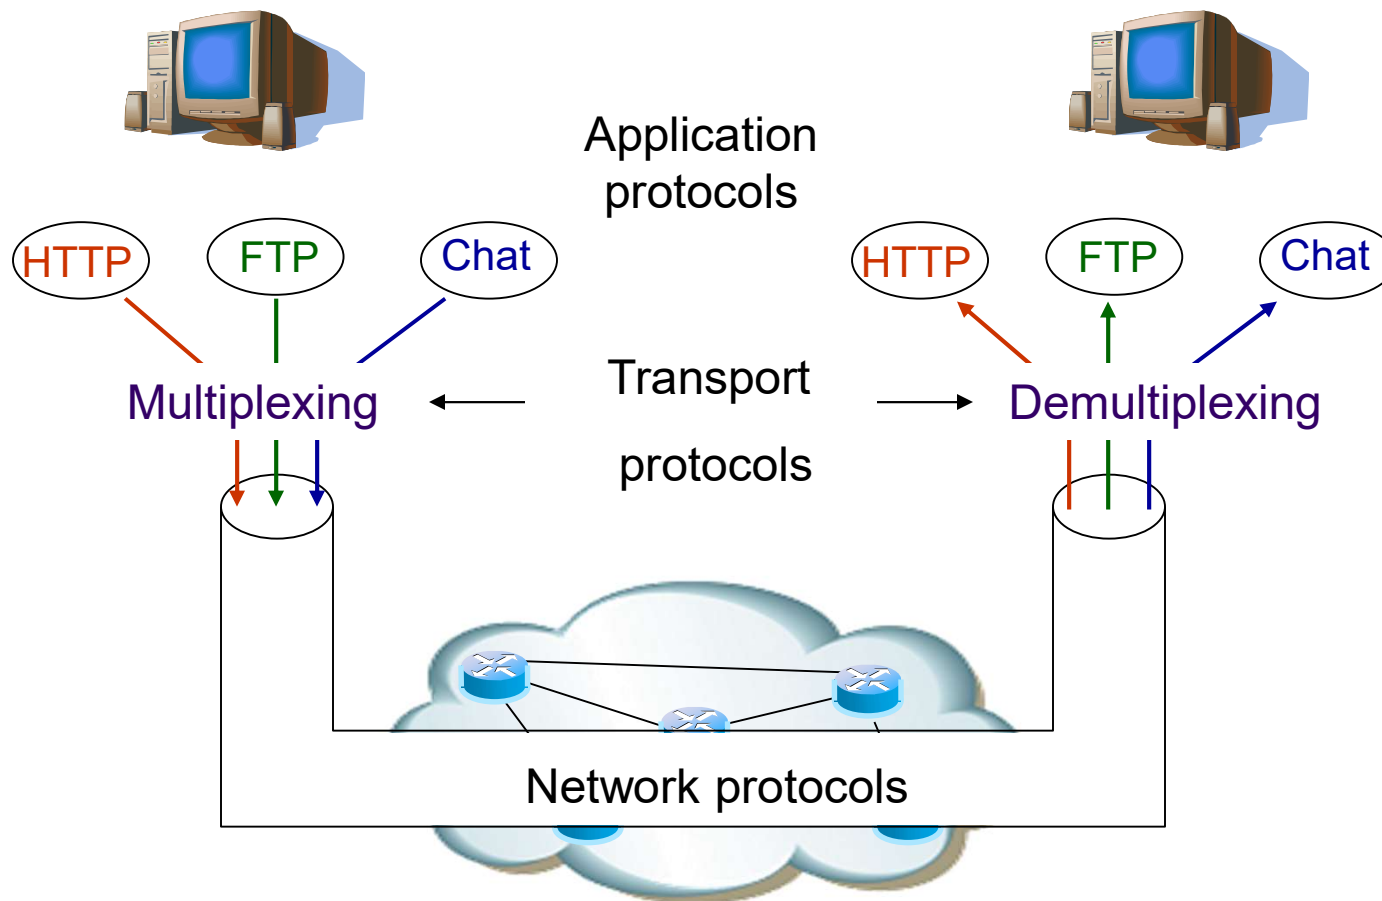 Application
protocols
HTTP
FTP
Chat
HTTP
FTP
Chat
Multiplexing
Transport
protocols
Demultiplexing
Network protocols